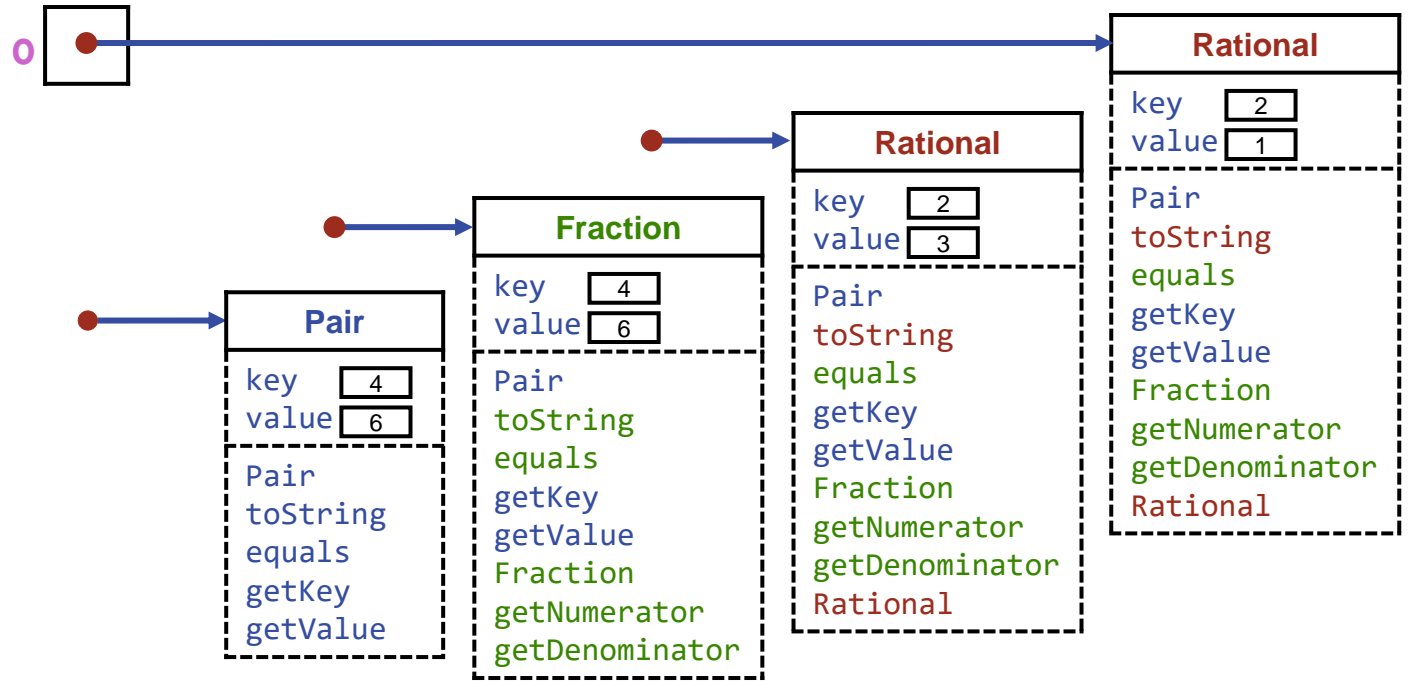 o
Pair
key 4
value 6
Pair
toString
equals
getKey
getValue
Fraction
key 4
value 6
Pair
toString
equals
getKey
getValue
Fraction
getNumerator
getDenominator
Rational
key 2
value 3
Pair
toString
equals
getKey
getValue
Fraction
getNumerator
getDenominator
Rational
Rational
key 2
value 1
Pair
toString
equals
getKey
getValue
Fraction
getNumerator
getDenominator
Rational